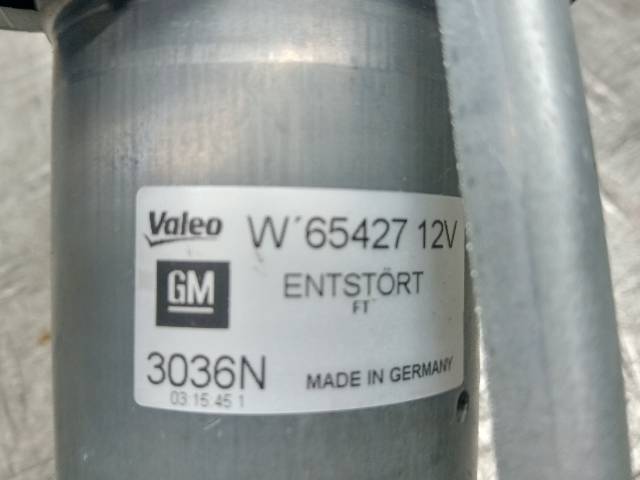 Valeo W´65427 12V
GM ENTSTÖRT
FT
3036N MADE IN GERMANY
03 15 45 1